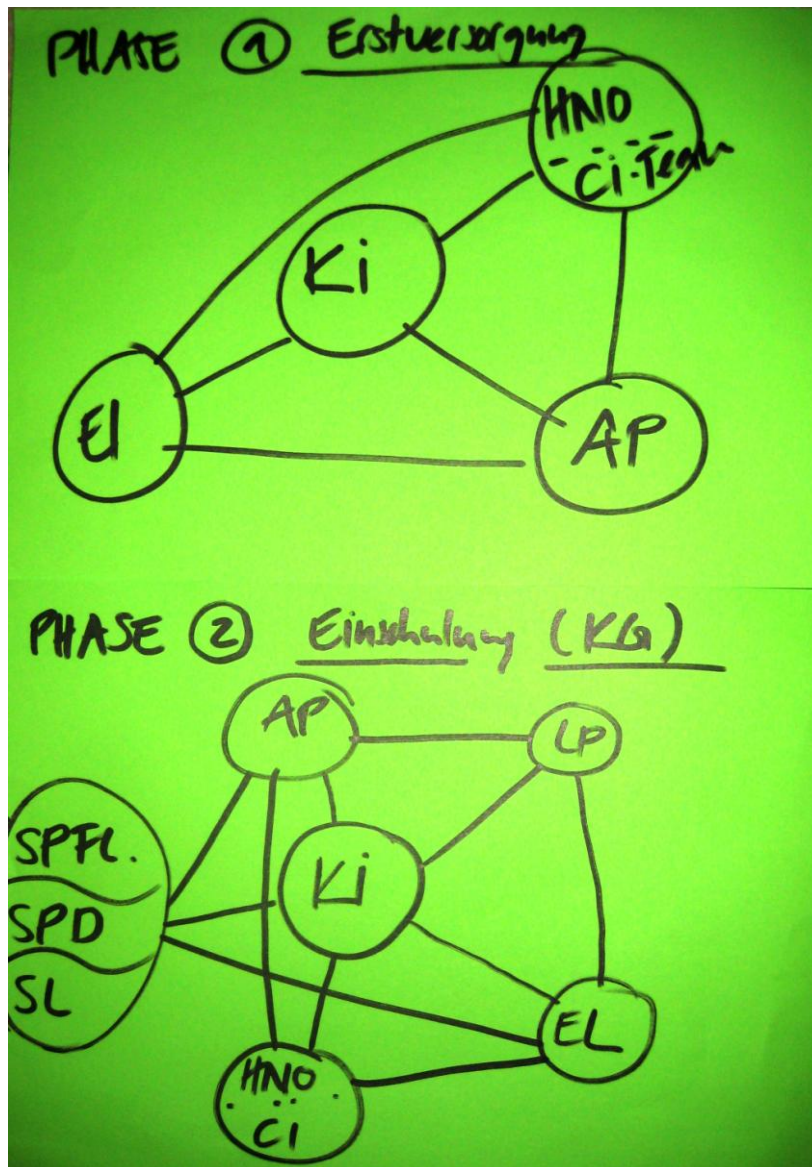 PHASE 1 Erstversorgung
HNO
Ci-Team
Ki
El
AP
PHASE 2 Einschulung (KG)
AP
LP
SPFL.
Ki
SPD
SL
EL
HNO
CI